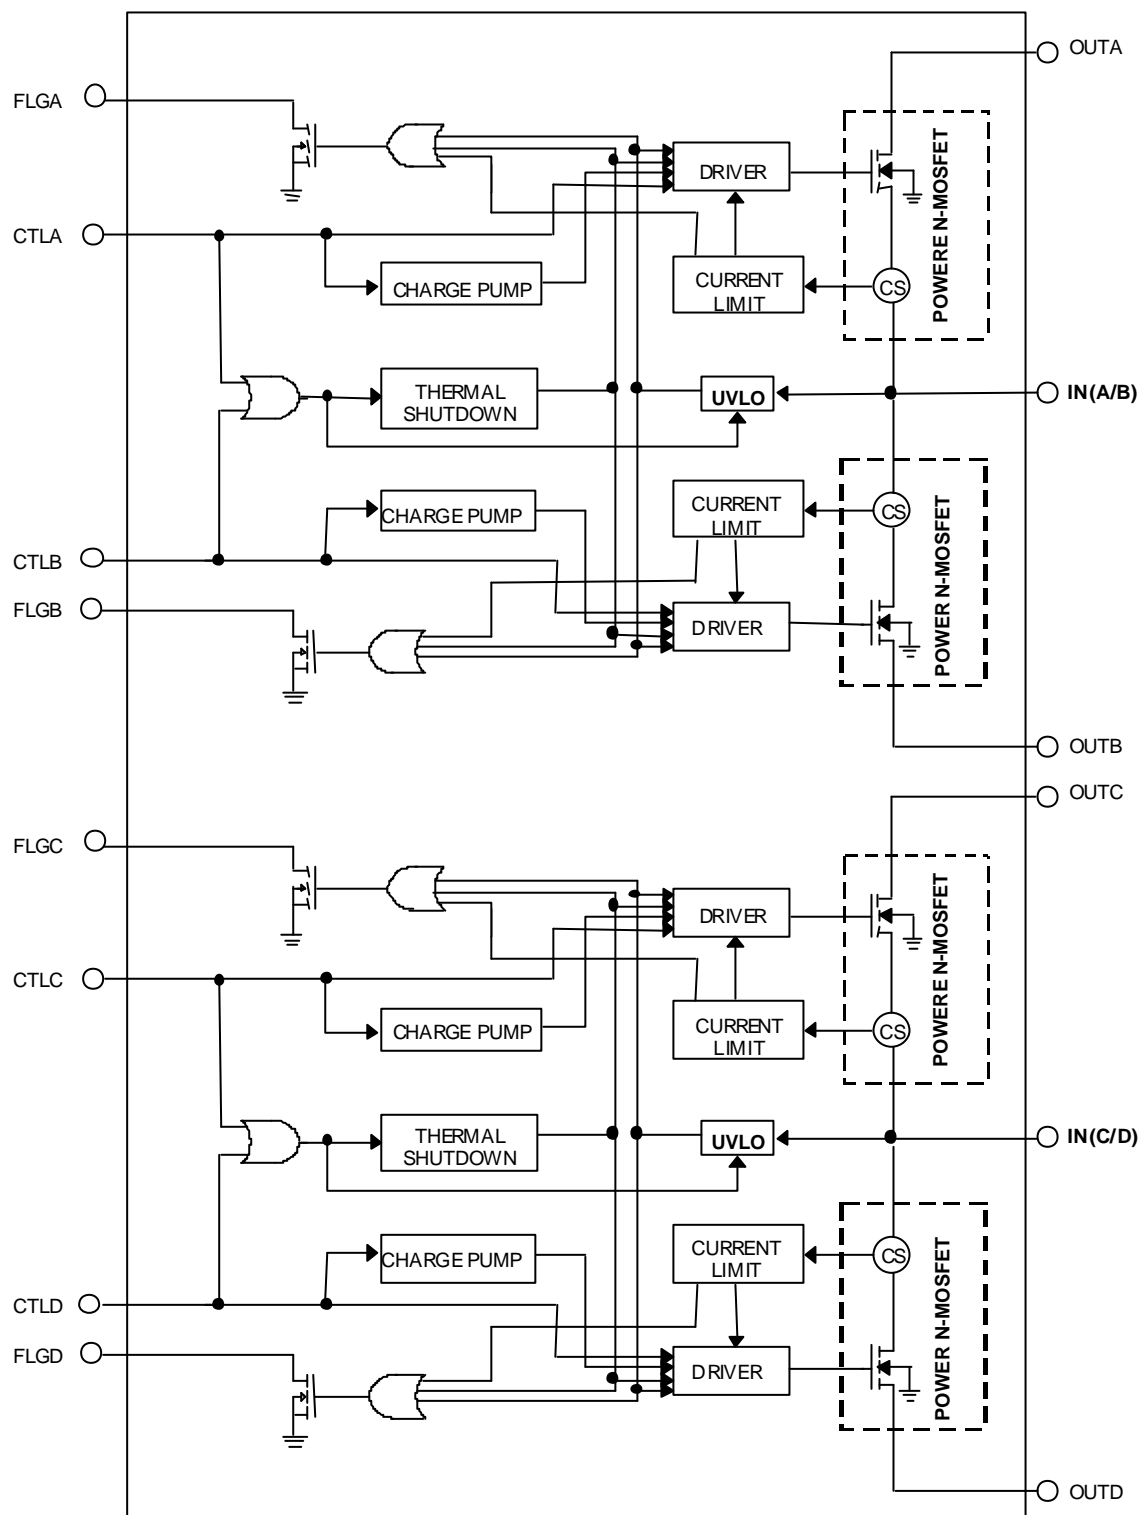 OUTA
FLGA
DRIVER
POWERE N-MOSFET
CTLA
CHARGE PUMP
CURRENT
LIMIT
CS
THERMAL
SHUTDOWN
UVLO
IN(A/B)
CHARGE PUMP
CURRENT
LIMIT
CS
POWER N-MOSFET
CTLB
FLGB
DRIVER
OUTB
OUTC
FLGC
DRIVER
POWERE N-MOSFET
CTLC
CHARGE PUMP
CURRENT
LIMIT
CS
THERMAL
SHUTDOWN
UVLO
IN(C/D)
CHARGE PUMP
CURRENT
LIMIT
CS
POWER N-MOSFET
CTLD
FLGD
DRIVER
OUTD